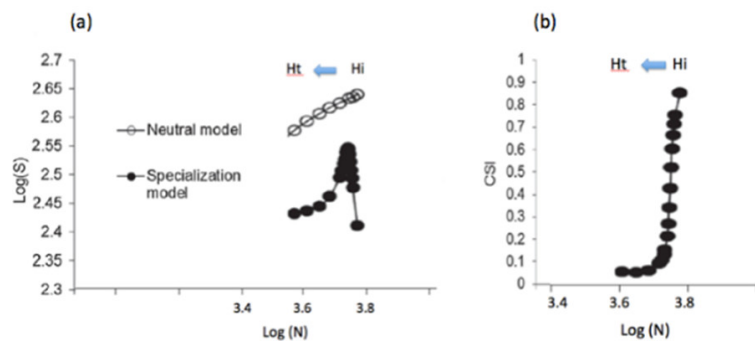 (a)
2.7
2.65
2.6
2.55
2.5
2.45
2.4
2.35
2.3
Log(S)
Ht Hi
Neutral model
Specialization
model
3.4 3.6 3.8
Log (N)
(b)
1
0.9
0.8
0.7
0.6
0.5
0.4
0.3
0.2
0.1
0
CSI
Ht Hi
3.4 3.6 3.8
Log (N)